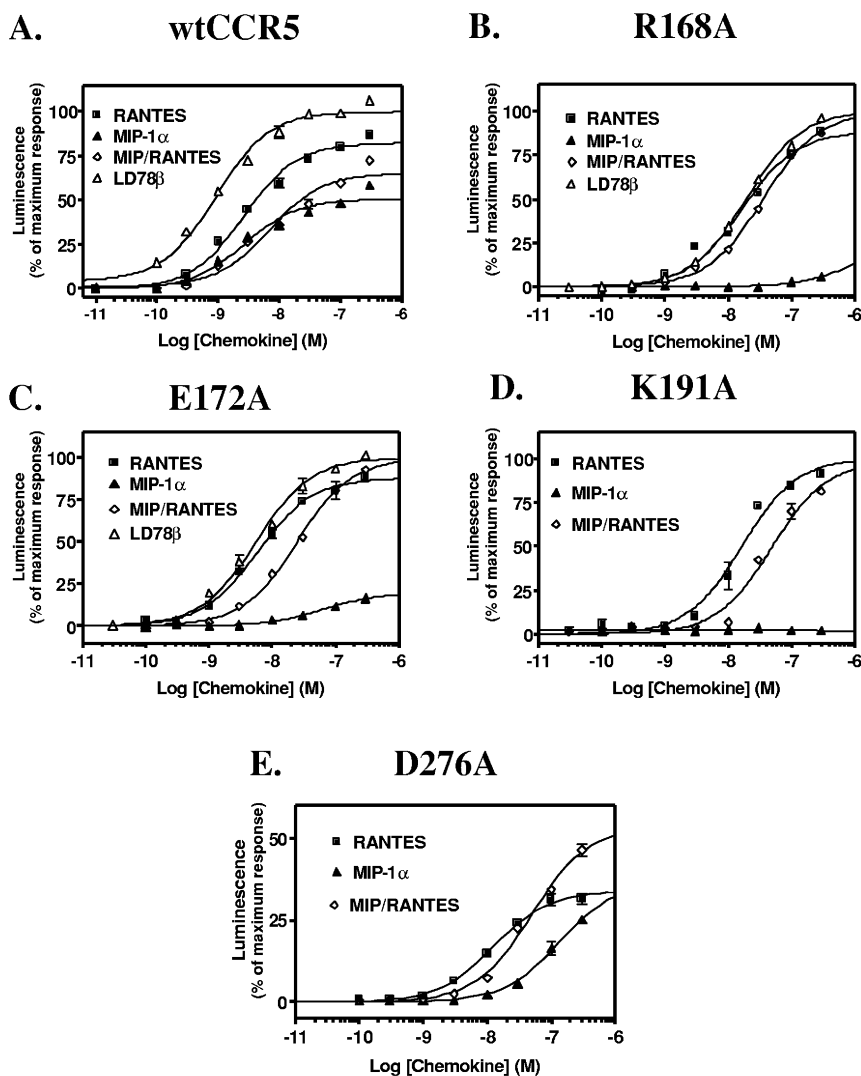 A.
wtCCR5
Luminescence
(% of maximum response)
100
75
50
25
0
RANTES
MIP-1α
MIP/RANTES
LD78β
-11 -10 -9 -8 -7 -6
Log [Chemokine] (M)
B.
R168A
Luminescence
(% of maximum response)
100
75
50
25
0
RANTES
MIP-1α
MIP/RANTES
LD78β
-11 -10 -9 -8 -7 -6
Log [Chemokine] (M)
C.
E172A
Luminescence
(% of maximum response)
100
75
50
25
0
RANTES
MIP-1α
MIP/RANTES
LD78β
-11 -10 -9 -8 -7 -6
Log [Chemokine] (M)
D.
K191A
Luminescence
(% of maximum response)
100
75
50
25
0
RANTES
MIP-1α
MIP/RANTES
-11 -10 -9 -8 -7 -6
Log [Chemokine] (M)
E.
D276A
Luminescence
(% of maximum response)
50
25
0
RANTES
MIP-1α
MIP/RANTES
-11 -10 -9 -8 -7 -6
Log [Chemokine] (M)